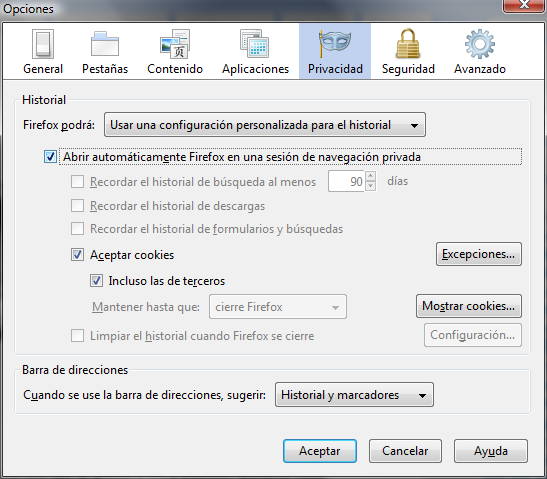 Opciones
General Pestañas Contenido Aplicaciones Privacidad Seguridad Avanzado
Historial
Firefox podrá: Usar una configuración personalizada para el historial
Abrir automáticamente Firefox en una sesión de navegación privada
Recordar el historial de búsqueda al menos 90 días
Recordar el historial de descargas
Recordar el historial de formularios y búsquedas
Aceptar cookies Excepciones...
Incluso las de terceros
Mantener hasta que: cierre Firefox Mostrar cookies...
Limpiar el historial cuando Firefox se cierre Configuración...
Barra de direcciones
Cuando se use la barra de direcciones, sugerir: Historial y marcadores
Aceptar Cancelar Ayuda